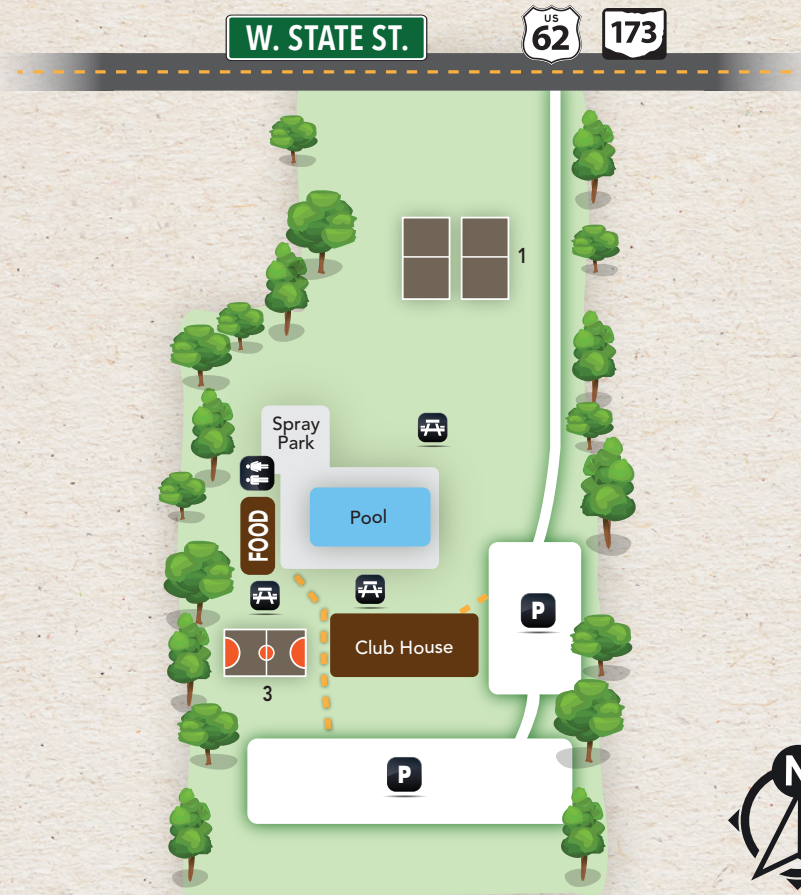 W. STATE ST.
US
62
173
1
Spray
Park
Pool
FOOD
P
Club House
3
P
N